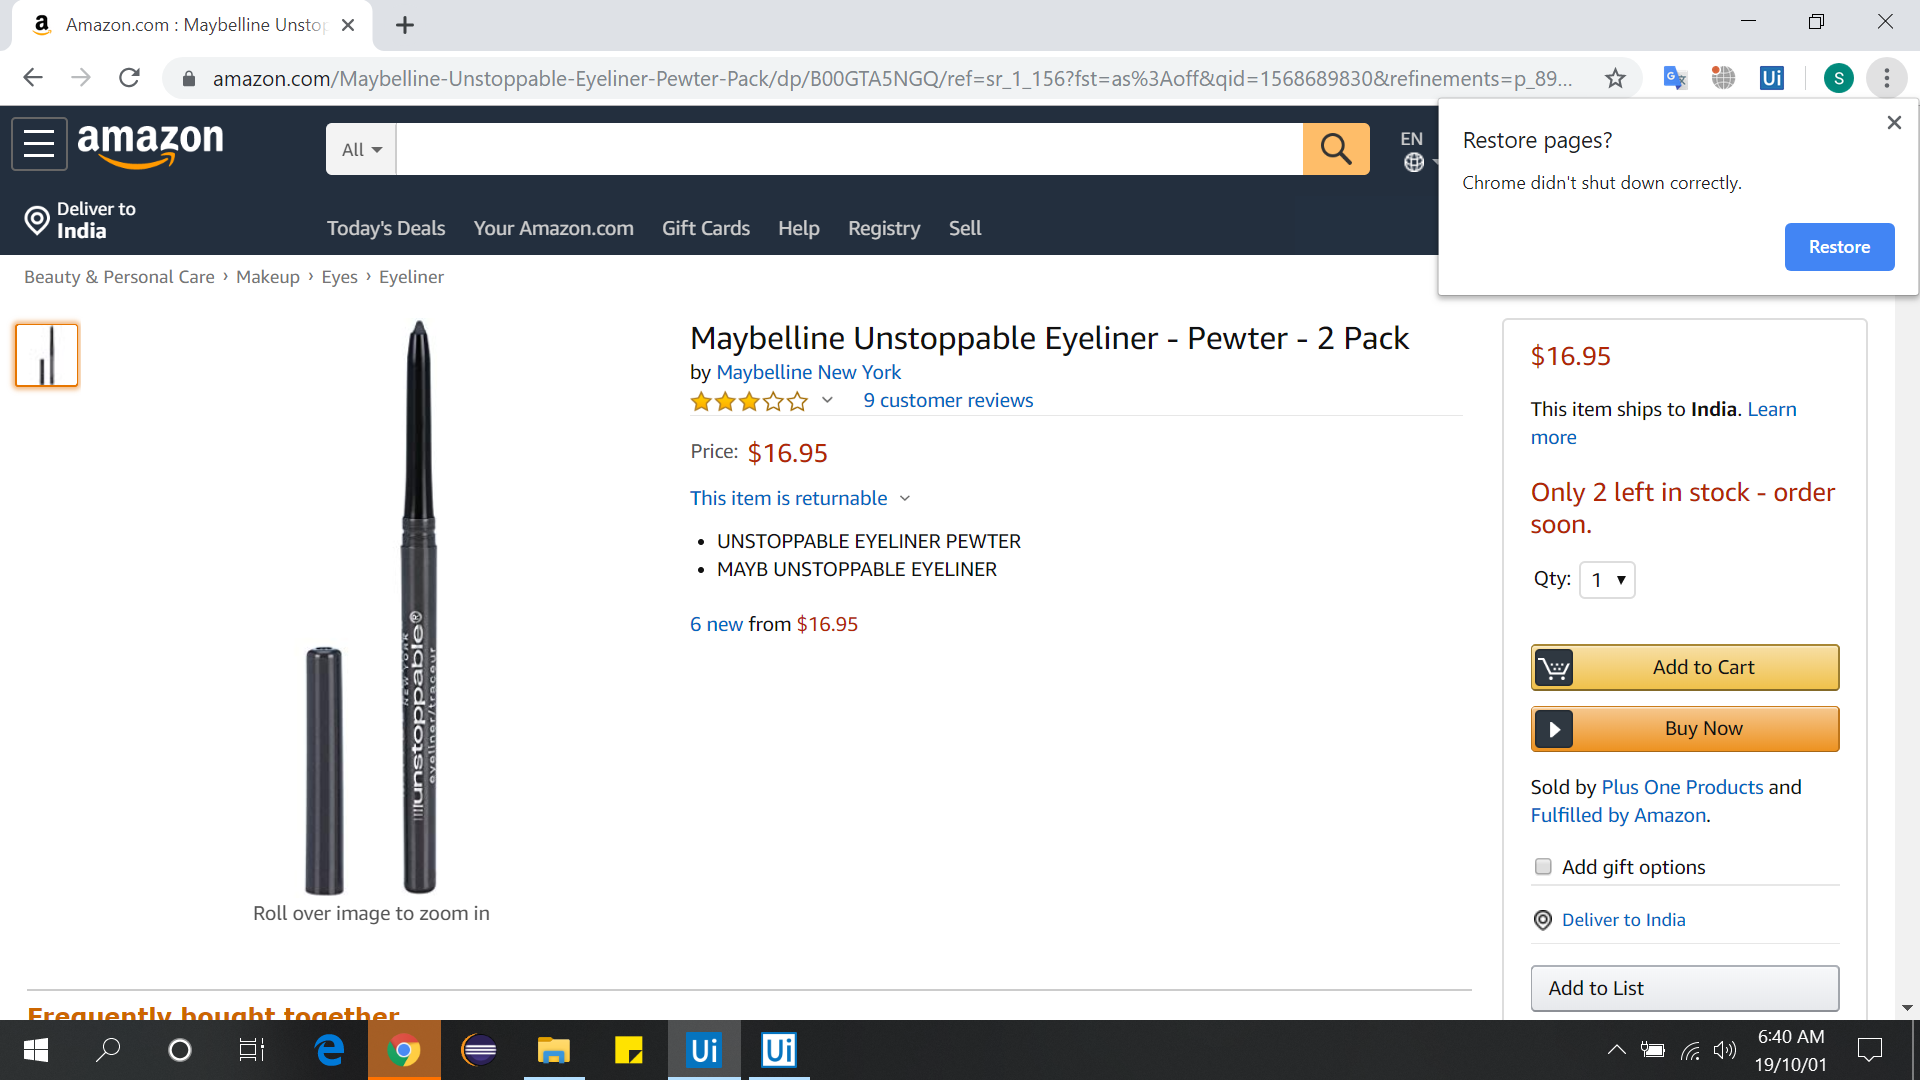 Amazon.com : Maybelline Unstop
amazon.com/Maybelline-Unstoppable-Eyeliner-Pewter-Pack/dp/B00GTA5NGQ/ref=sr_1_156?fst=as%3Aoff&qid=1568689830&refinements=p_89...
Ui
S
Restore pages?
Chrome didn't shut down correctly.
Restore
amazon
All
EN
Deliver to
India
Today's Deals
Your Amazon.com
Gift Cards
Help
Registry
Sell
Beauty & Personal Care › Makeup › Eyes › Eyeliner
NEW YORK
unstoppable®
eyeliner/traceur
Roll over image to zoom in
Maybelline Unstoppable Eyeliner - Pewter - 2 Pack
by Maybelline New York
9 customer reviews
Price: $16.95
This item is returnable
• UNSTOPPABLE EYELINER PEWTER
• MAYB UNSTOPPABLE EYELINER
6 new from $16.95
$16.95
This item ships to India. Learn
more
Only 2 left in stock - order
soon.
Qty: 1
Add to Cart
Buy Now
Sold by Plus One Products and
Fulfilled by Amazon.
Add gift options
Deliver to India
Add to List
Frequently bought together
Ui
Ui
6:40 AM
19/10/01